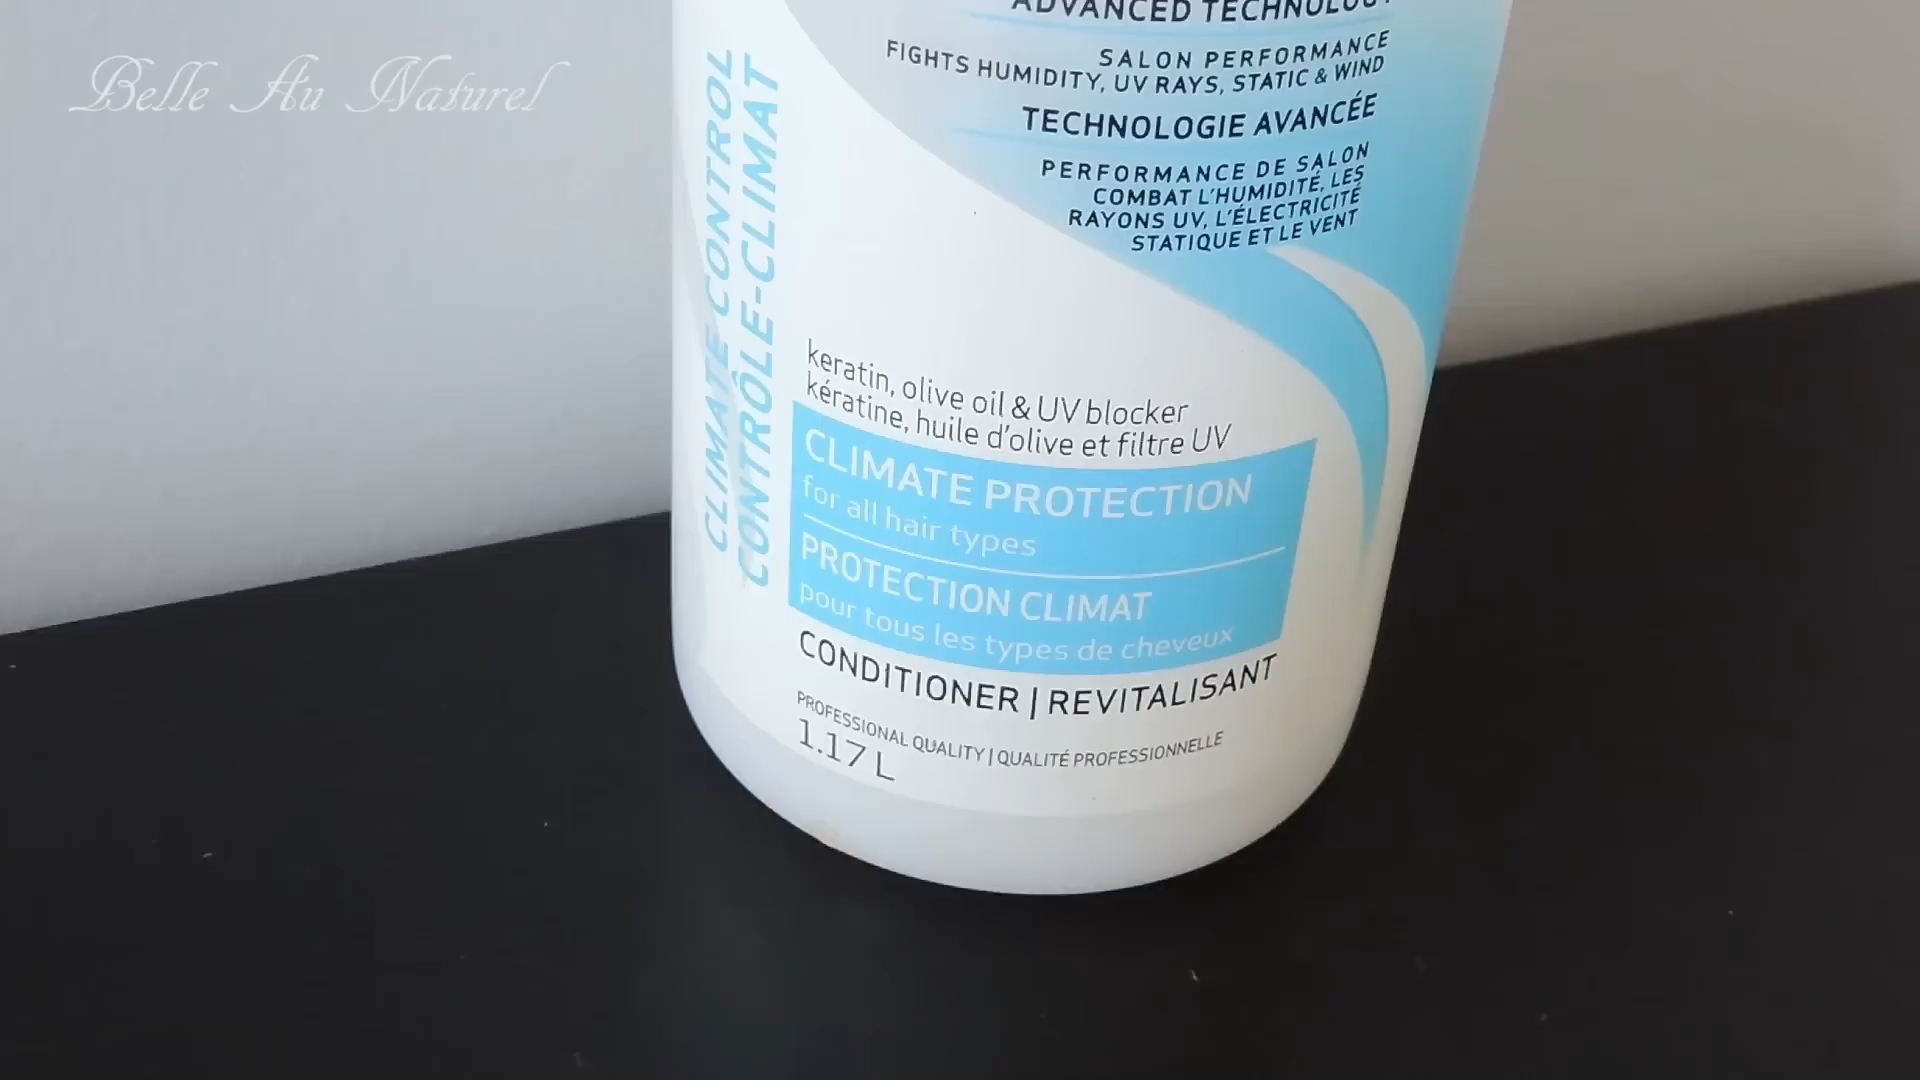 Belle Au Naturel
ADVANCED TECHNOLOGY
SALON PERFORMANCE
FIGHTS HUMIDITY, UV RAYS, STATIC & WIND
TECHNOLOGIE AVANCÉE
PERFORMANCE DE SALON
COMBAT L'HUMIDITÉ, LES
RAYONS UV, L'ÉLECTRICITÉ
STATIQUE ET LE VENT
CLIMATE CONTROL
CONTRÔLE-CLIMAT
keratin, olive oil & UV blocker
kératine, huile d'olive et filtre UV
CLIMATE PROTECTION
for all hair types
PROTECTION CLIMAT
pour tous les types de cheveux
CONDITIONER | REVITALISANT
PROFESSIONAL QUALITY | QUALITÉ PROFESSIONNELLE
1.17 L